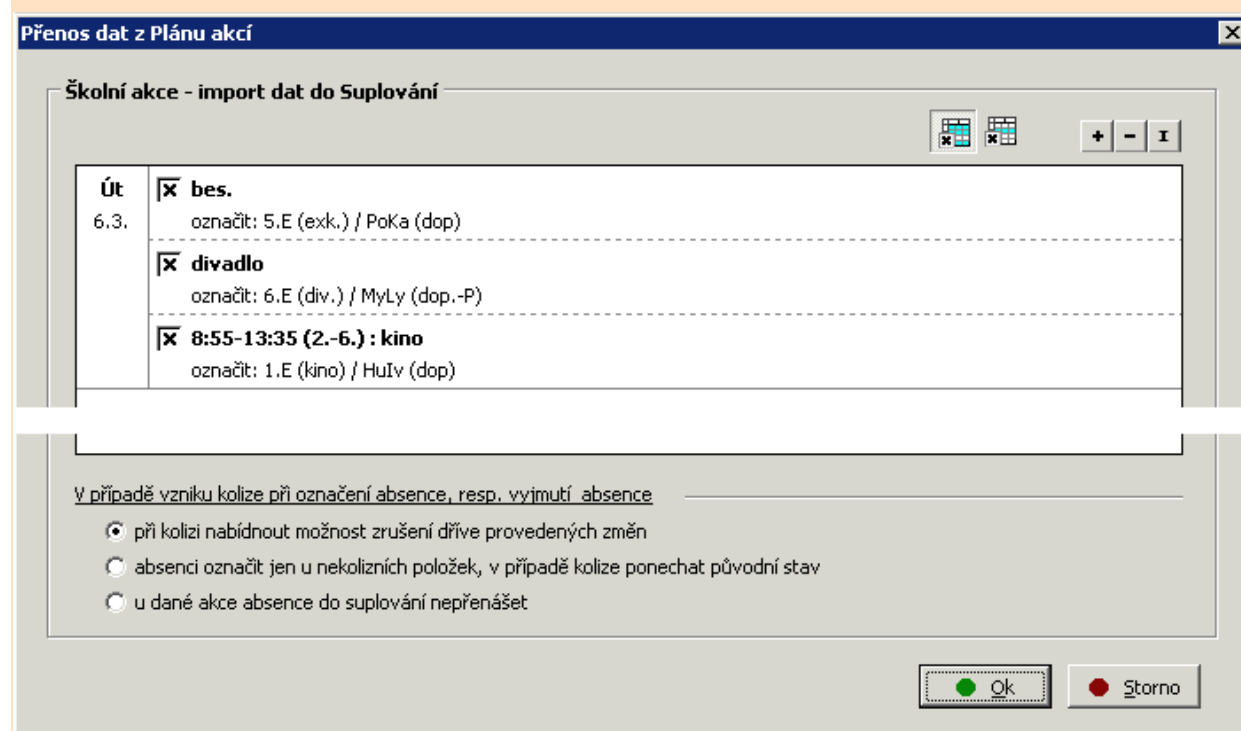 Přenos dat z Plánu akcí
Školní akce - import dat do Suplování
Út
6.3.
bes.
označit: 5.E (exk.) / PoKa (dop)
divadlo
označit: 6.E (div.) / MyLy (dop.-P)
8:55-13:35 (2.-6.) : kino
označit: 1.E (kino) / HuIv (dop)
V případě vzniku kolize při označení absence, resp. vyjmutí absence
při kolizi nabídnout možnost zrušení dříve provedených změn
absenci označit jen u nekolizních položek, v případě kolize ponechat původní stav
u dané akce absence do suplování nepřenášet
Ok
Storno